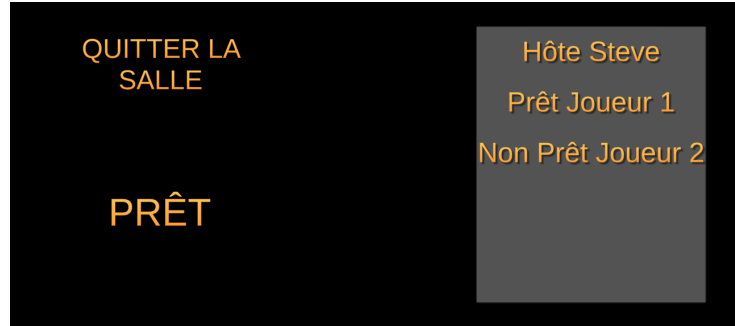 QUITTER LA
SALLE
PRÊT
Hôte Steve
Prêt Joueur 1
Non Prêt Joueur 2